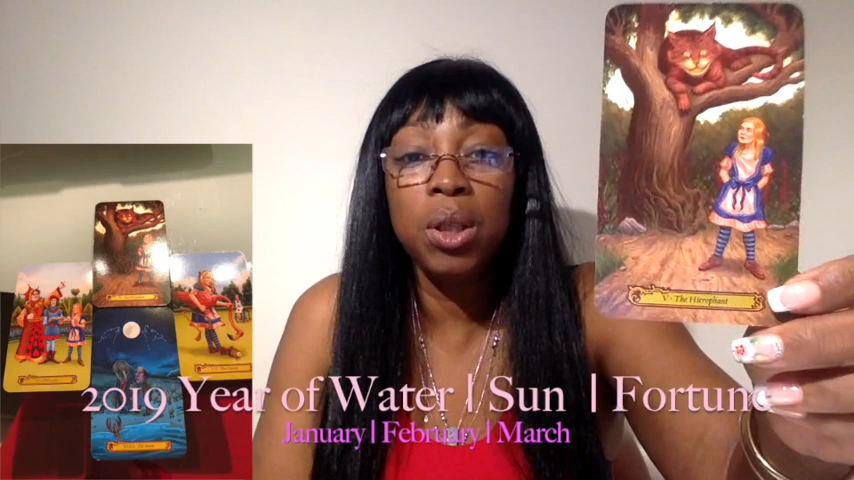 V · The Hierophant
2019 Year of Water | Sun | Fortune
January | February | March